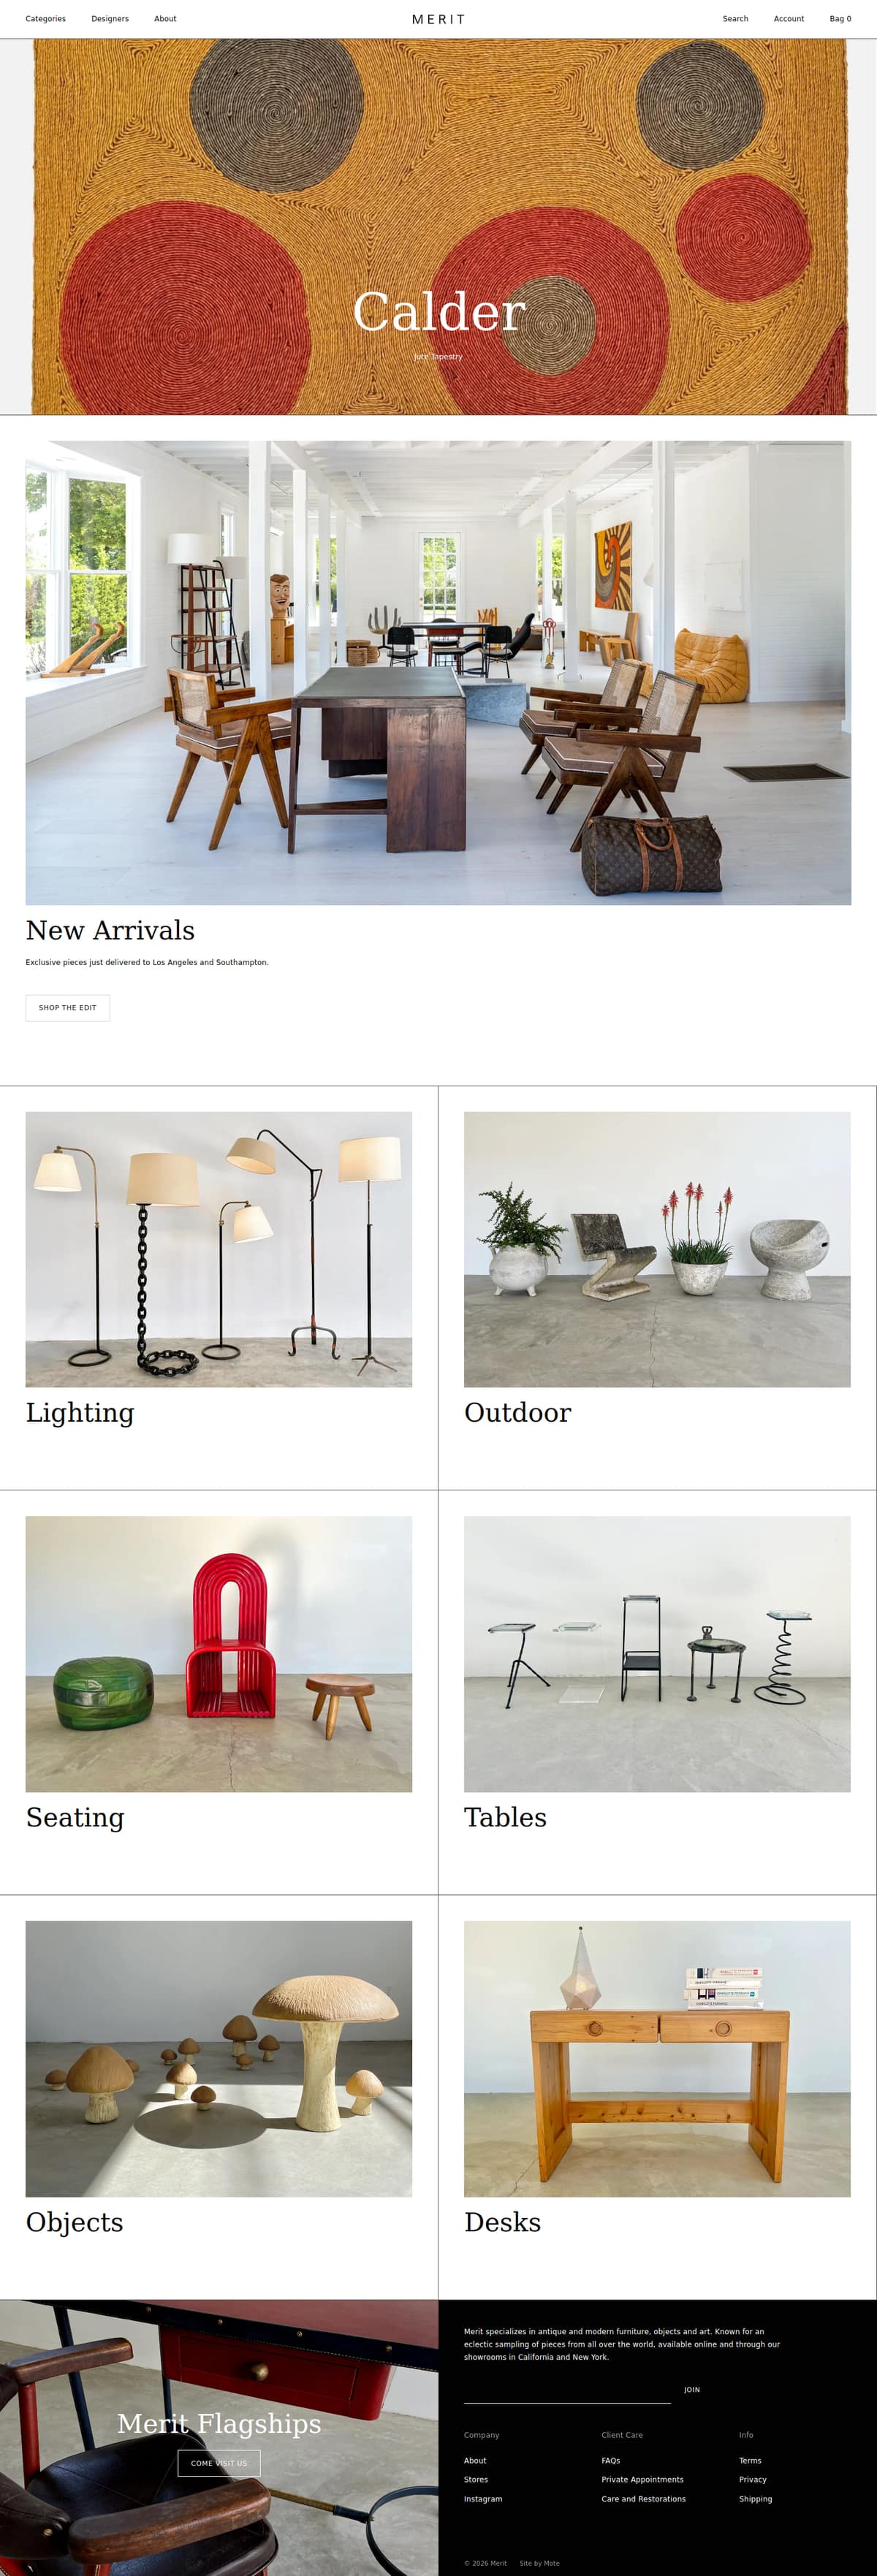 Categories Designers About MERIT Search Account Bag 0
Calder
Jute Tapestry
New Arrivals
Exclusive pieces just delivered to Los Angeles and Southampton.
SHOP THE EDIT
Lighting Outdoor
Seating Tables
Objects Desks
Merit Flagships
COME VISIT US
Merit specializes in antique and modern furniture, objects and art. Known for an
eclectic sampling of pieces from all over the world, available online and through our
showrooms in California and New York.
JOIN
Company Client Care Info
About FAQs Terms
Stores Private Appointments Privacy
Instagram Care and Restorations Shipping
© 2026 Merit Site by Mote